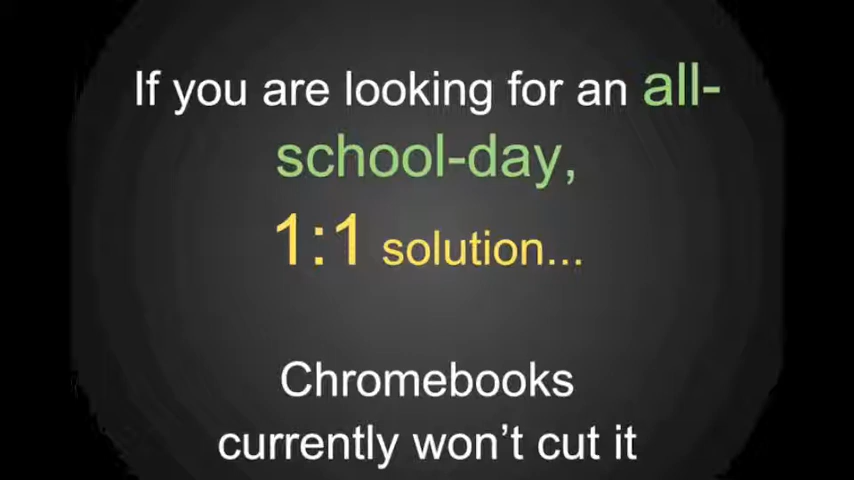 If you are looking for an all-
school-day,
1:1 solution...
Chromebooks
currently won’t cut it